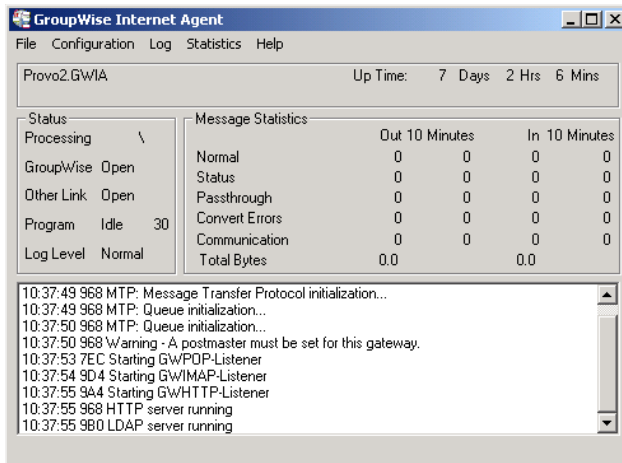 GroupWise Internet Agent
File Configuration Log Statistics Help
Provo2.GWIA Up Time: 7 Days 2 Hrs 6 Mins
Status
Processing \
GroupWise Open
Other Link Open
Program Idle 30
Log Level Normal
Message Statistics
Out 10 Minutes In 10 Minutes
Normal 0 0 0 0
Status 0 0 0 0
Passthrough 0 0 0 0
Convert Errors 0 0 0 0
Communication 0 0 0 0
Total Bytes 0.0 0.0
10:37:49 968 MTP: Message Transfer Protocol initialization...
10:37:49 968 MTP: Queue initialization...
10:37:50 968 MTP: Queue initialization...
10:37:50 968 Warning - A postmaster must be set for this gateway.
10:37:53 7EC Starting GWPOP-Listener
10:37:54 9D4 Starting GWIMAP-Listener
10:37:55 9A4 Starting GWHTTP-Listener
10:37:55 968 HTTP server running
10:37:55 9B0 LDAP server running